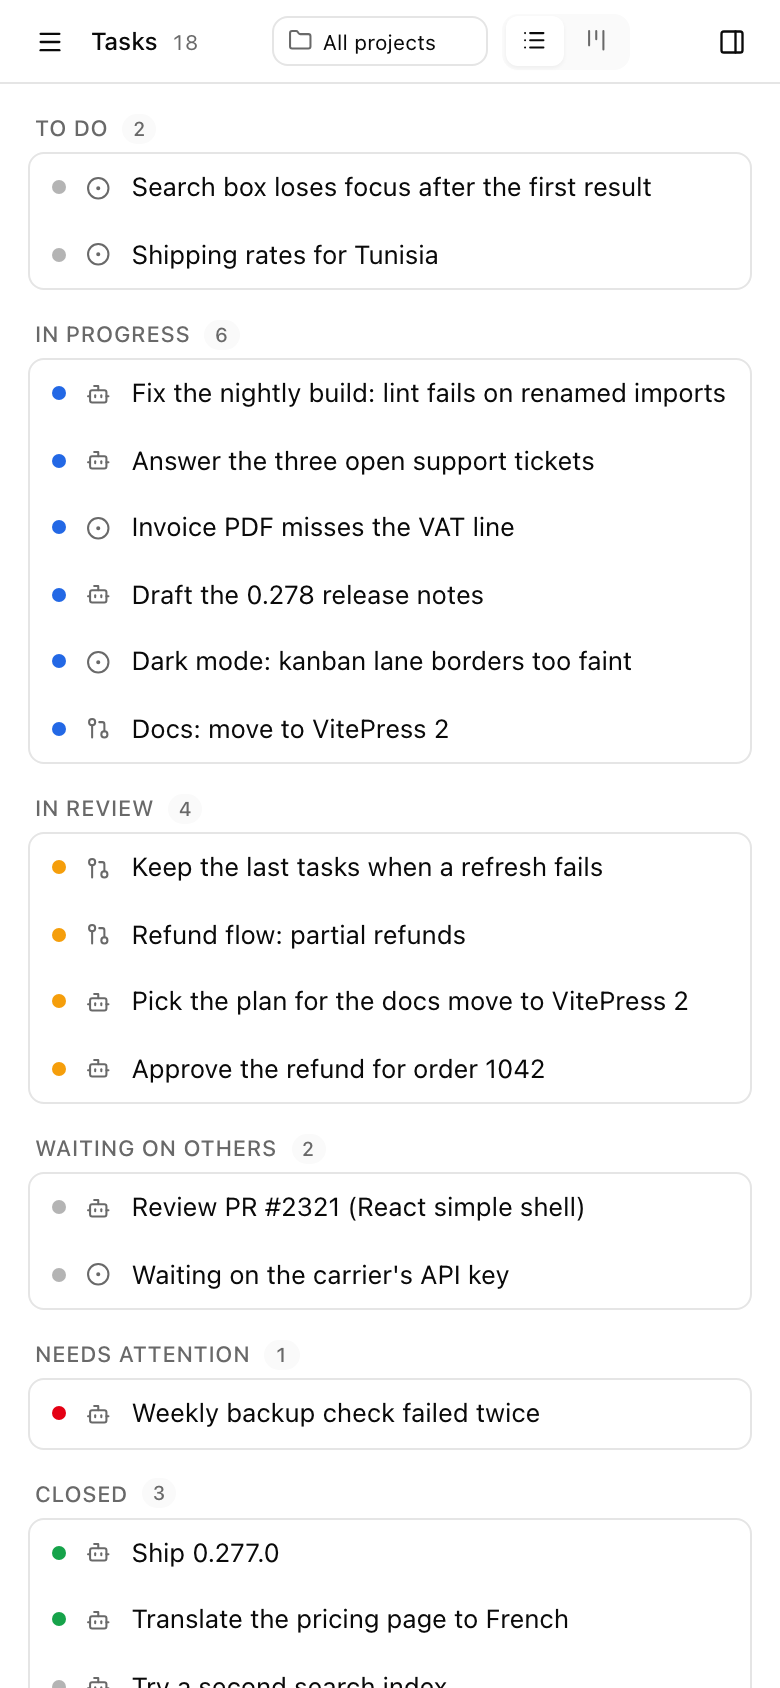 Tasks 18 All projects
TO DO 2
Search box loses focus after the first result
Shipping rates for Tunisia
IN PROGRESS 6
Fix the nightly build: lint fails on renamed imports
Answer the three open support tickets
Invoice PDF misses the VAT line
Draft the 0.278 release notes
Dark mode: kanban lane borders too faint
Docs: move to VitePress 2
IN REVIEW 4
Keep the last tasks when a refresh fails
Refund flow: partial refunds
Pick the plan for the docs move to VitePress 2
Approve the refund for order 1042
WAITING ON OTHERS 2
Review PR #2321 (React simple shell)
Waiting on the carrier's API key
NEEDS ATTENTION 1
Weekly backup check failed twice
CLOSED 3
Ship 0.277.0
Translate the pricing page to French
Try a second search index